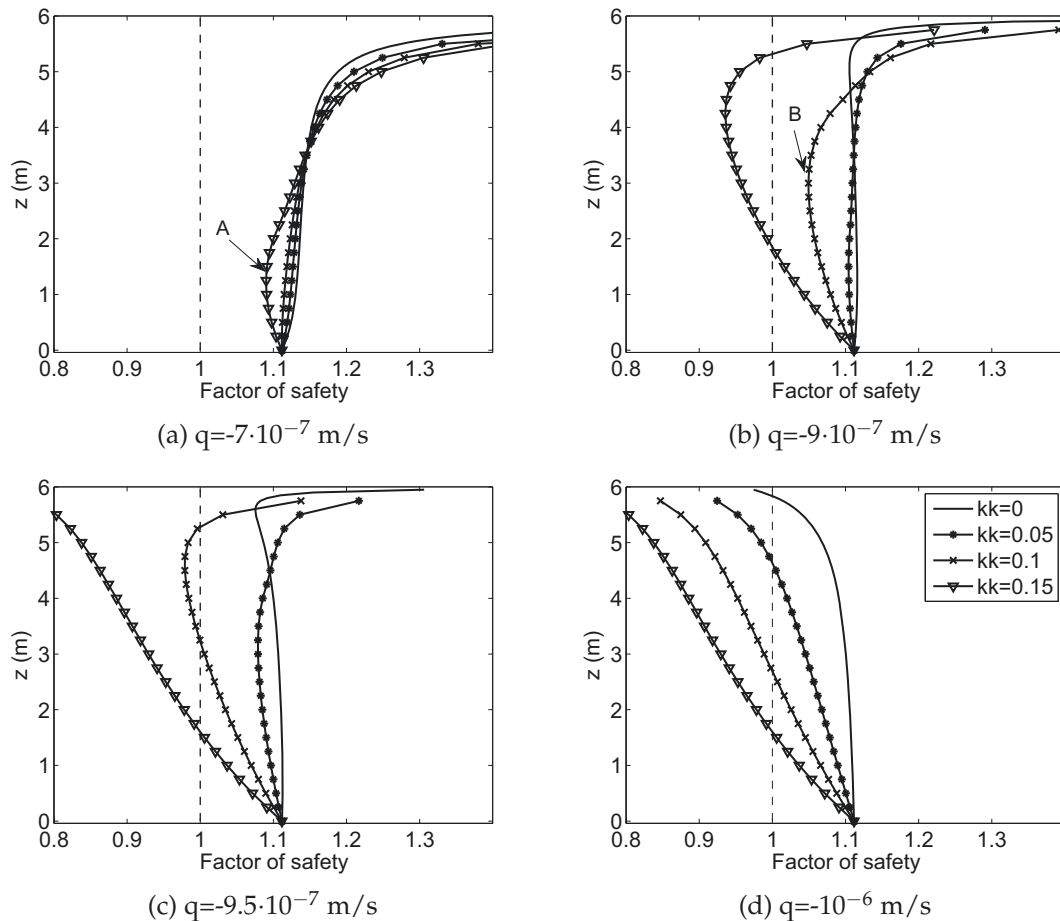 6
5
4
3
2
1
0
z (m)
A
0.8 0.9 1 1.1 1.2 1.3
Factor of safety
(a) q=-7·10⁻⁷ m/s
6
5
4
3
2
1
0
z (m)
B
0.8 0.9 1 1.1 1.2 1.3
Factor of safety
(b) q=-9·10⁻⁷ m/s
6
5
4
3
2
1
0
z (m)
0.8 0.9 1 1.1 1.2 1.3
Factor of safety
(c) q=-9.5·10⁻⁷ m/s
6
5
4
3
2
1
0
z (m)
kk=0
kk=0.05
kk=0.1
kk=0.15
0.8 0.9 1 1.1 1.2 1.3
Factor of safety
(d) q=-10⁻⁶ m/s